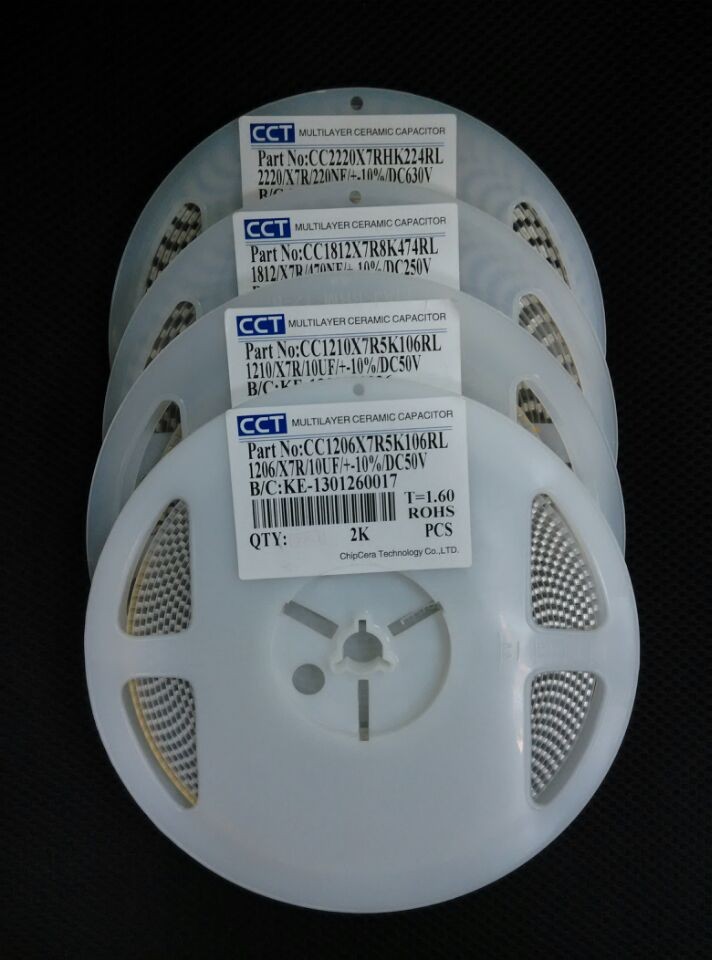 CCT MULTILAYER CERAMIC CAPACITOR
Part No:CC2220X7RHK224RL
2220/X7R/220NF/+-10%/DC630V
B/C:
CCT MULTILAYER CERAMIC CAPACITOR
Part No:CC1812X7R8K474RL
1812/X7R/470NF/+-10%/DC250V
CCT MULTILAYER CERAMIC CAPACITOR
Part No:CC1210X7R5K106RL
1210/X7R/10UF/+-10%/DC50V
B/C:KE-
CCT MULTILAYER CERAMIC CAPACITOR
Part No:CC1206X7R5K106RL
1206/X7R/10UF/+-10%/DC50V
B/C:KE-1301260017
T=1.60
ROHS
QTY: 2K PCS
ChipCera Technology Co.,LTD.